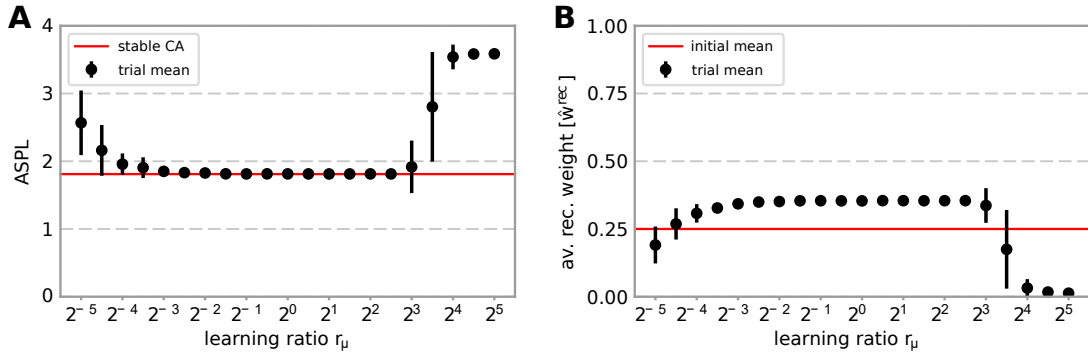 A
stable CA
trial mean
ASPL
4
3
2
1
0
2^{- 5} 2^{- 4} 2^{- 3} 2^{- 2} 2^{- 1} 2^0 2^1 2^2 2^3 2^4 2^5
learning ratio r_μ
B
initial mean
trial mean
av. rec. weight [ŵ^{rec}]
1.00
0.75
0.50
0.25
0.00
2^{- 5} 2^{- 4} 2^{- 3} 2^{- 2} 2^{- 1} 2^0 2^1 2^2 2^3 2^4 2^5
learning ratio r_μ